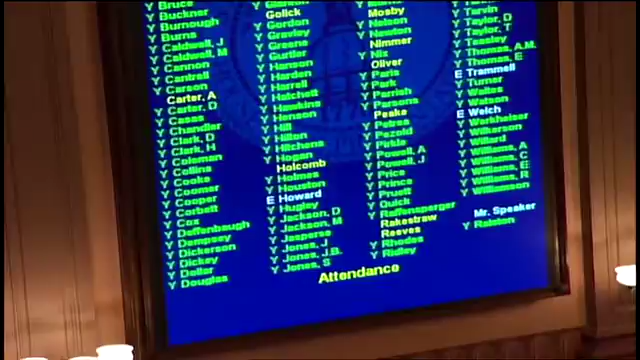 Y Bruce
Y Buckner
Y Burnough
Y Burns
Y Caldwell, J
Y Caldwell, M
Y Cannon
Y Cantrell
Y Carson
Carter, A
Y Carter, D
Y Casas
Y Chandler
Y Clark, D
Y Clark, H
Y Coleman
Y Collins
Y Cooke
Y Coomer
Y Cooper
Y Corbett
Y Cox
Y Deffenbaugh
Y Dempsey
Y Dickerson
Y Dickey
Y Dollar
Y Douglas
Golick
Y Gordon
Y Gravley
Y Greene
Y Gurtler
Y Hanson
Y Harden
Y Harrell
Y Hatchett
Y Hawkins
Y Henson
Y Hill
Y Hilton
Y Hitchens
Y Hogan
Holcomb
Y Holmes
Y Houston
E Howard
Y Hugley
Y Jackson, D
Y Jackson, M
Y Jasperse
Y Jones, J
Y Jones, J.B.
Y Jones, S
Mosby
Y Nelson
Y Newton
Nimmer
Y Nix
Oliver
Y Paris
Y Park
Y Parrish
Y Parsons
Peake
Y Petrea
Y Pezold
Y Pirkle
Y Powell, A
Y Powell, J
Y Price
Y Prince
Y Pruett
Y Quick
Y Raffensperger
Rakestraw
Reeves
Y Rhodes
Y Ridley
Y Tarvin
Y Taylor, D
Y Taylor, T
Y Teasley
Y Thomas, A.M.
Y Thomas, E
E Trammell
Y Turner
Y Waites
Y Watson
E Welch
Y Werkheiser
Y Wilkerson
Y Willard
Y Williams, A
Y Williams, C
Y Williams, E
Y Williams, R
Y Williamson
Mr. Speaker
Y Ralston
Attendance